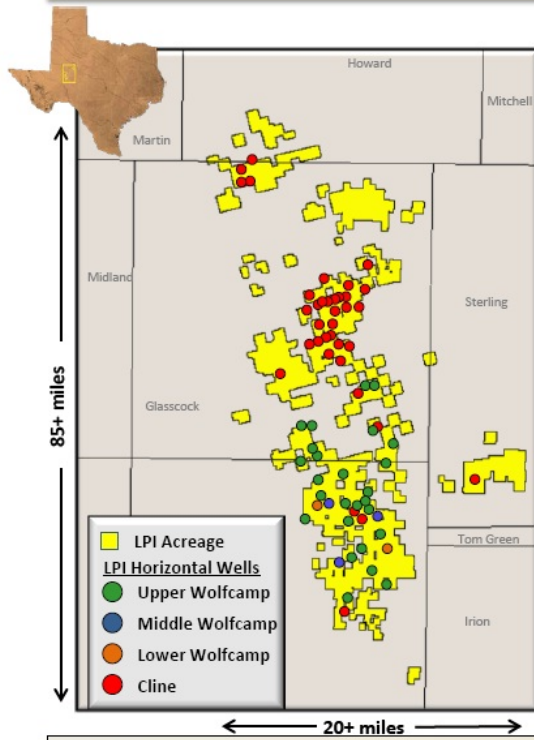 Howard
Mitchell
Martin
Midland
Sterling
Glasscock
85+ miles
Tom Green
Irion
LPI Acreage
LPI Horizontal Wells
Upper Wolfcamp
Middle Wolfcamp
Lower Wolfcamp
Cline
20+ miles